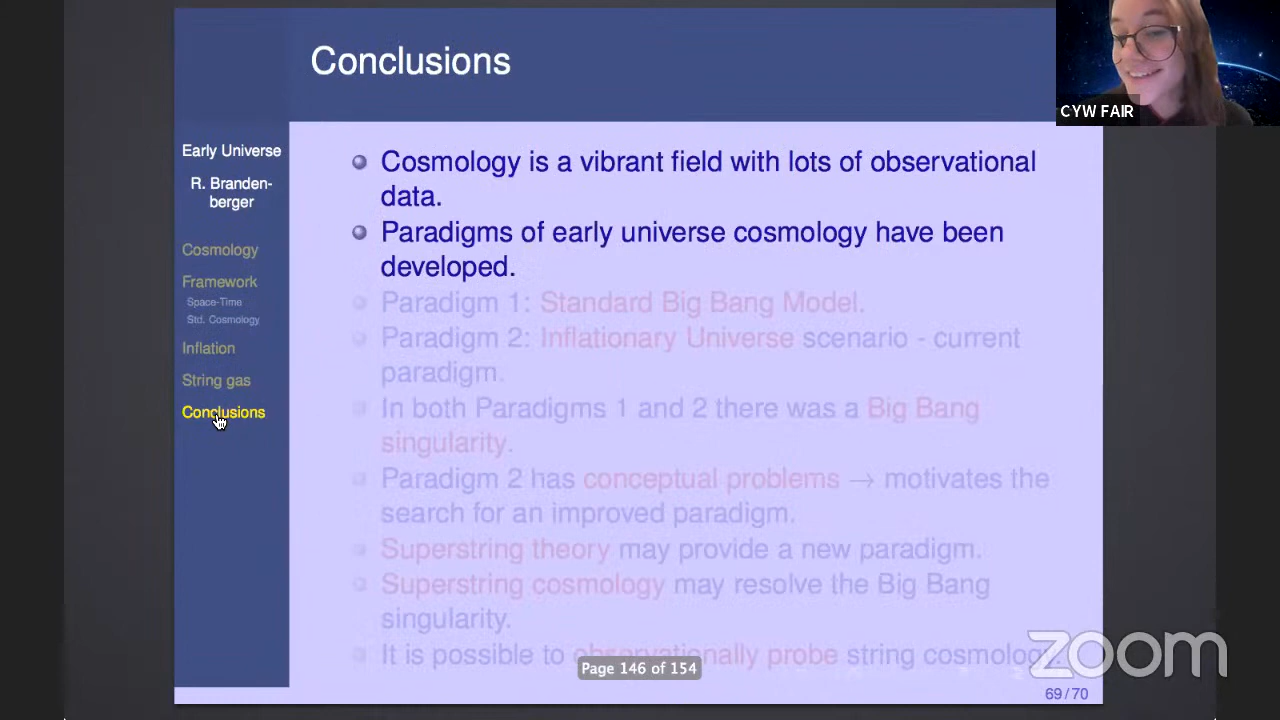 Conclusions
CYW FAIR
Early Universe
R. Branden-
berger
Cosmology
Framework
Space-Time
Std. Cosmology
Inflation
String gas
Conclusions
Cosmology is a vibrant field with lots of observational
data.
Paradigms of early universe cosmology have been
developed.
Paradigm 1: Standard Big Bang Model.
Paradigm 2: Inflationary Universe scenario - current
paradigm.
In both Paradigms 1 and 2 there was a Big Bang
singularity.
Paradigm 2 has conceptual problems → motivates the
search for an improved paradigm.
Superstring theory may provide a new paradigm.
Superstring cosmology may resolve the Big Bang
singularity.
It is possible to observationally probe string cosmology.
Page 146 of 154
zoom
69/70